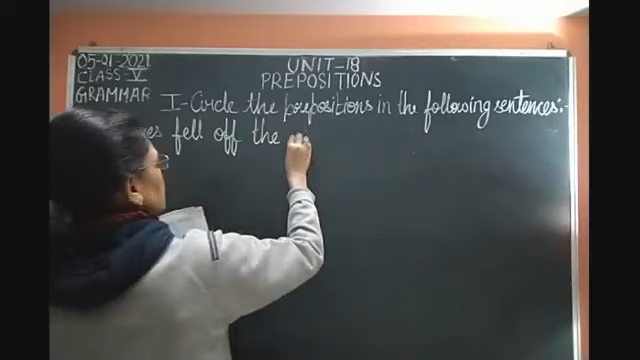 05-01-2021
UNIT-18
CLASS-V
PREPOSITIONS
GRAMMAR
I-Circle the prepositions in the following sentences:-
fell off the